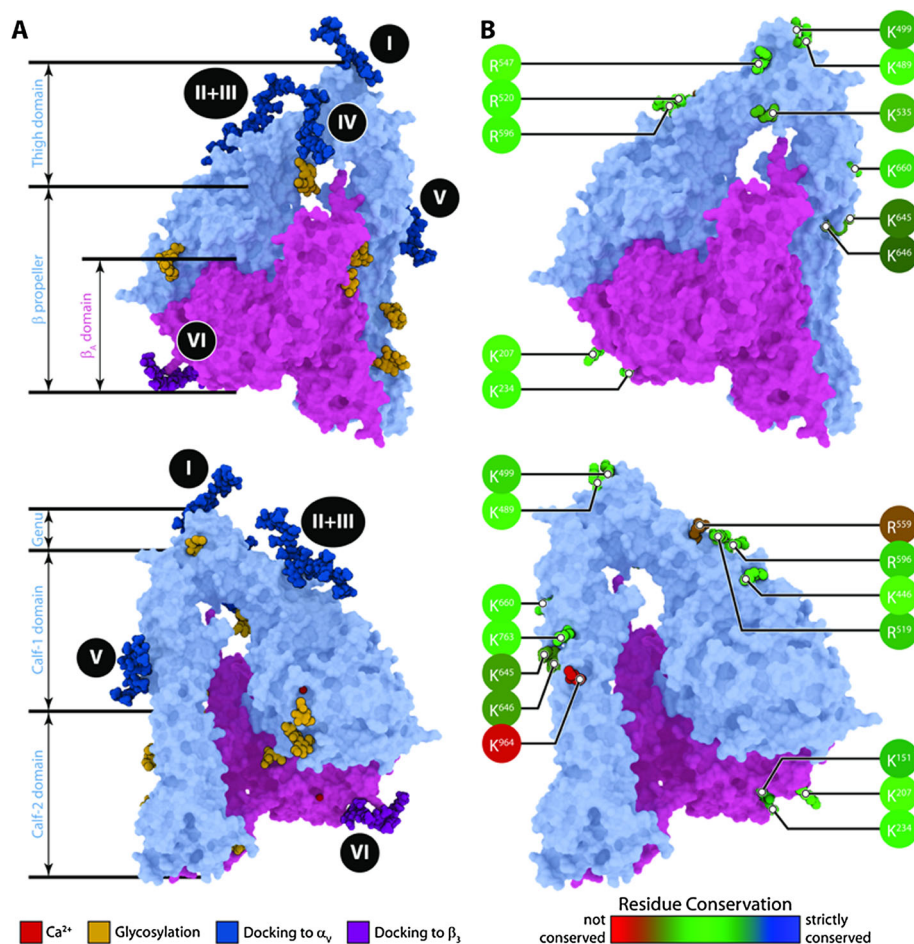 A
B
I
II+III
IV
V
VI
Thigh domain
β propeller
β_A domain
K⁴⁹⁹
K⁴⁸⁹
R⁵⁴⁷
R⁵²⁰
R⁵⁹⁶
K⁵³⁵
K⁶⁶⁰
K⁶⁴⁵
K⁶⁴⁶
K²⁰⁷
K²³⁴
I
II+III
V
VI
Genu
Calf-1 domain
Calf-2 domain
K⁴⁹⁹
K⁴⁸⁹
R⁵⁵⁹
R⁵⁹⁶
K⁴⁴⁶
R⁵¹⁹
K⁶⁶⁰
K⁷⁶³
K⁶⁴⁵
K⁶⁴⁶
K⁹⁶⁴
K¹⁵¹
K²⁰⁷
K²³⁴
Ca²⁺ Glycosylation Docking to αᵥ Docking to β₃
Residue Conservation
not conserved
strictly conserved